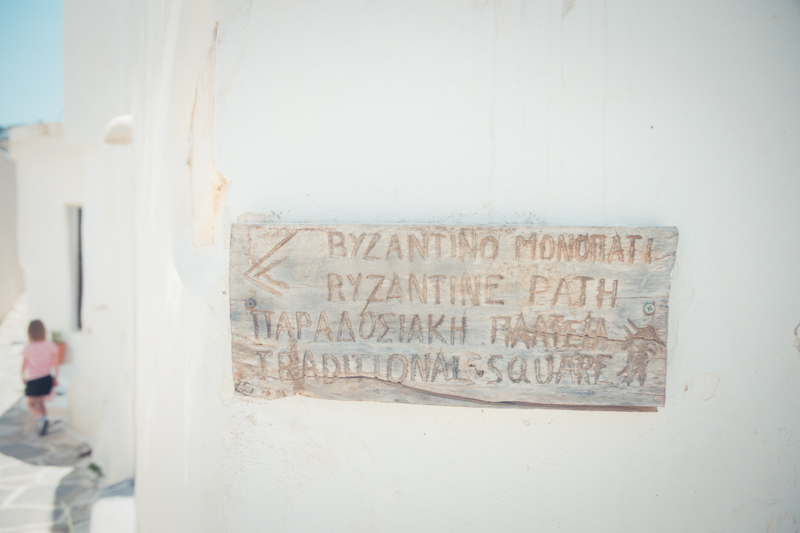 ΒΥΖΑΝΤΙΝΟ ΜΟΝΟΠΑΤΙ
BYZANTINE PATH
ΠΑΡΑΔΟΣΙΑΚΗ ΠΛΑΤΕΙΑ
TRADITIONAL SQUARE